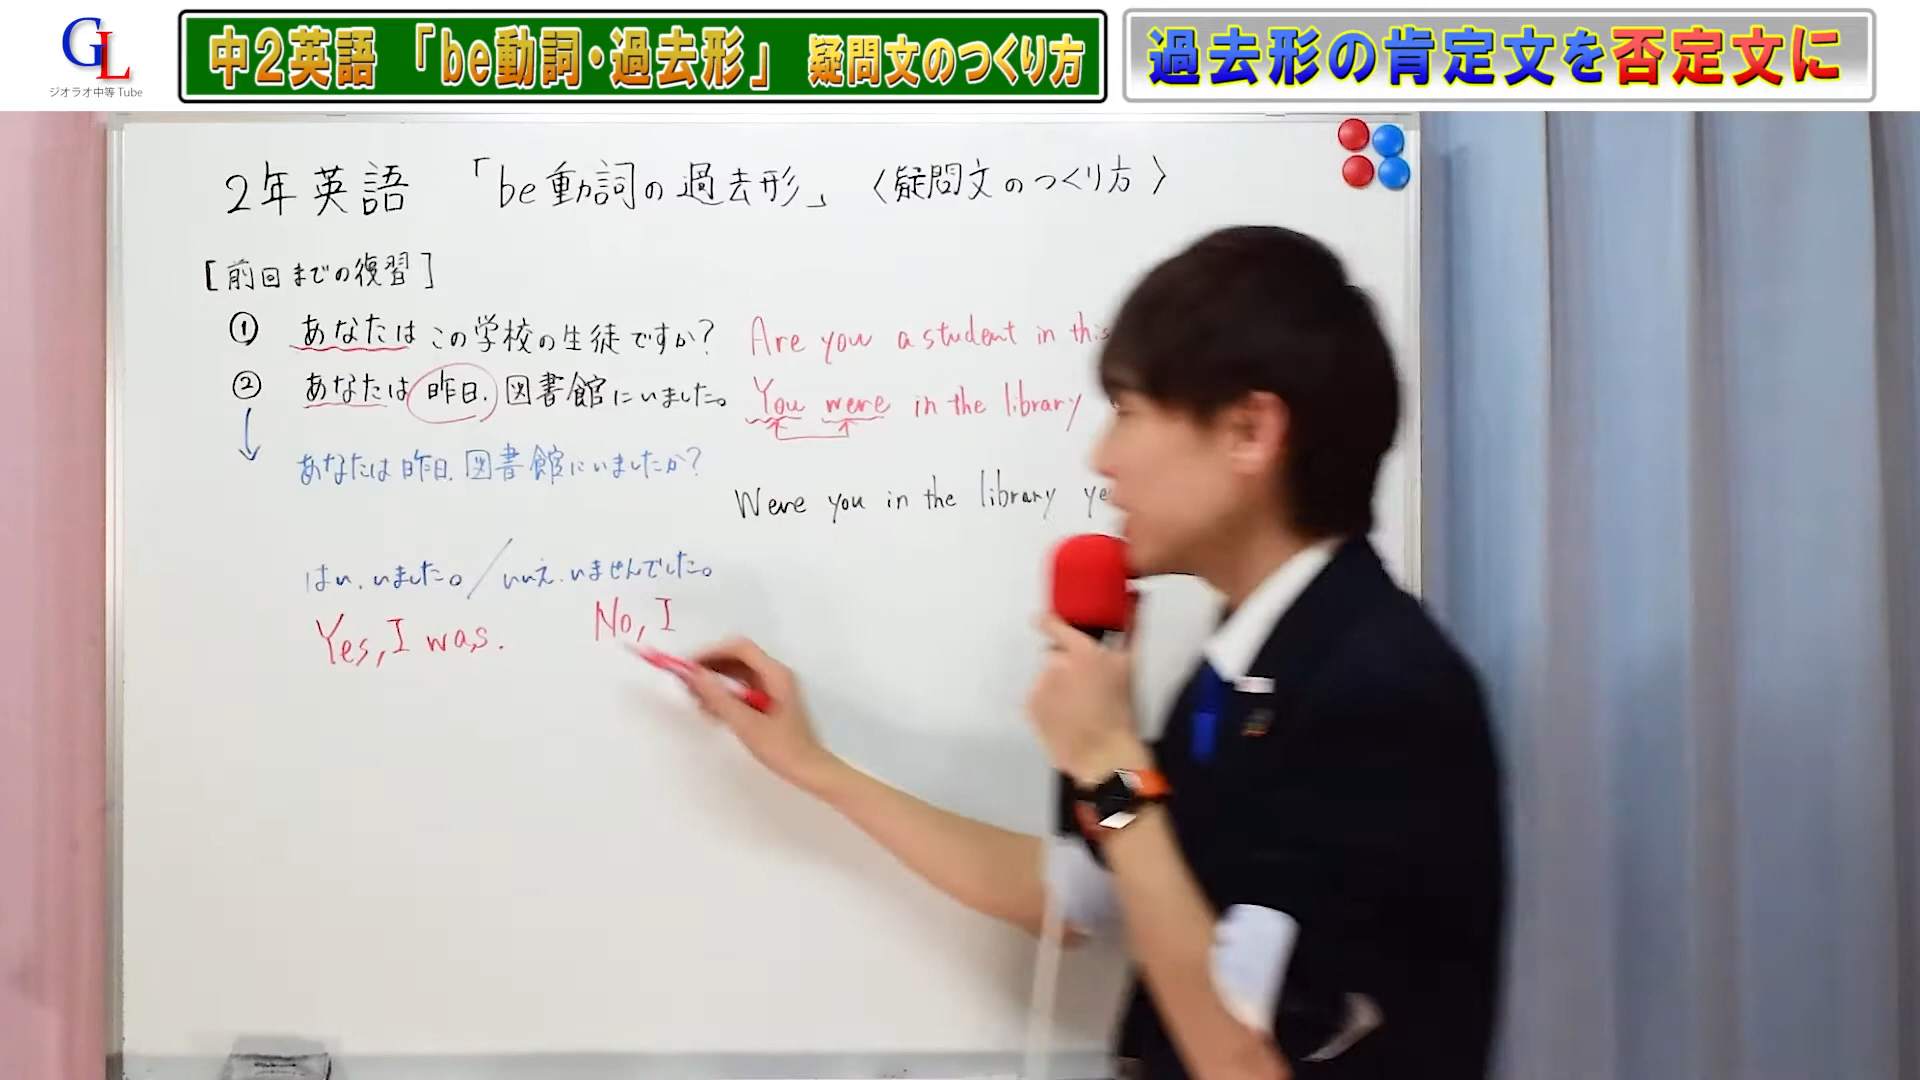 GL
ジオラオ中等Tube
中2英語 「be動詞・過去形」 疑問文のつくり方
過去形の肯定文を否定文に
2年英語 「be動詞の過去形」〈疑問文のつくり方〉
[前回までの復習]
① あなたはこの学校の生徒ですか? Are you a student in this
② あなたは昨日、図書館にいました。 You were in the library
↓ あなたは昨日、図書館にいましたか?
Were you in the library ye
はい、いました。/いいえ、いませんでした。
Yes, I was. No, I